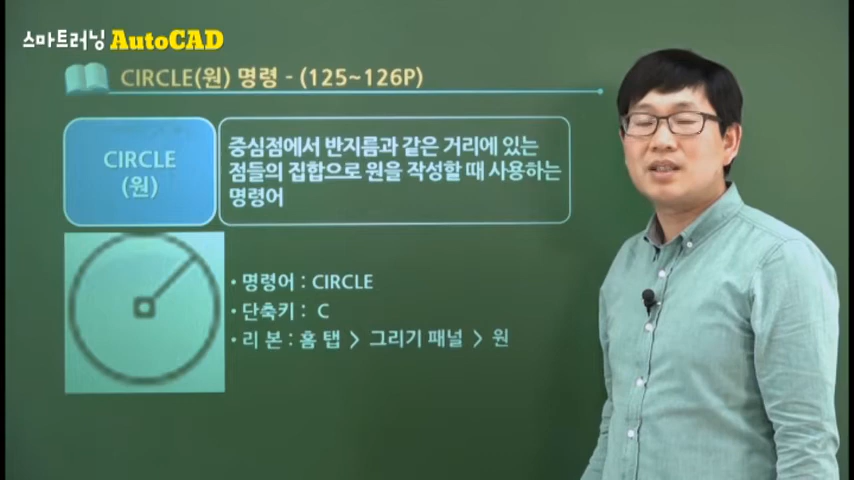 스마트러닝 AutoCAD
CIRCLE(원) 명령 - (125~126P)
CIRCLE
(원)
중심점에서 반지름과 같은 거리에 있는
점들의 집합으로 원을 작성할 때 사용하는
명령어
• 명령어 : CIRCLE
• 단축키 : C
• 리 본 : 홈 탭 > 그리기 패널 > 원